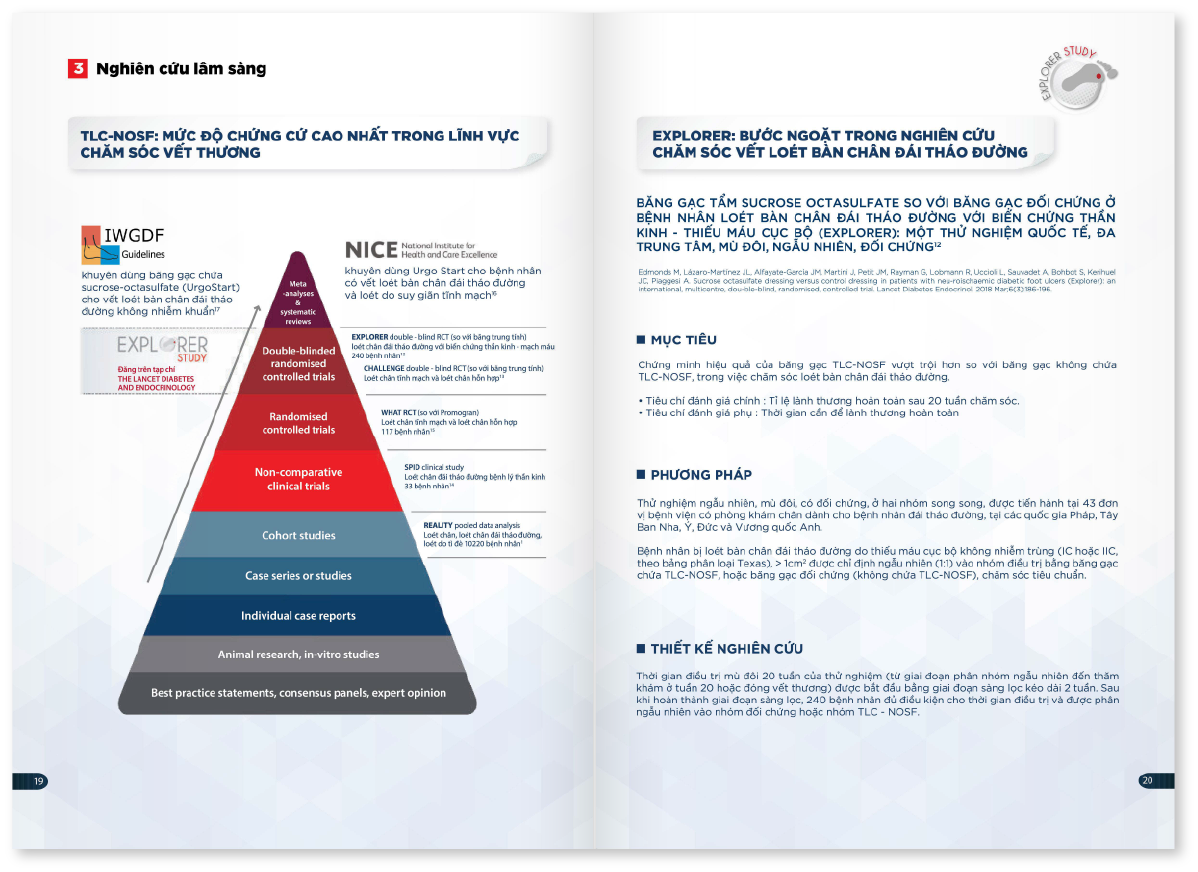 3 Nghiên cứu lâm sàng
TLC-NOSF: MỨC ĐỘ CHỨNG CỨ CAO NHẤT TRONG LĨNH VỰC
CHĂM SÓC VẾT THƯƠNG
IWGDF
Guidelines
khuyên dùng băng gạc chứa
sucrose-octasulfate (UrgoStart)
cho vết loét bàn chân đái tháo
đường không nhiễm khuẩn¹⁷
NICE National Institute for
Health and Care Excellence
khuyên dùng Urgo Start cho bệnh nhân
có vết loét bàn chân đái tháo đường
và loét do suy giãn tĩnh mạch¹⁶
EXPLORER
STUDY
Đăng trên tạp chí
THE LANCET DIABETES
AND ENDOCRINOLOGY
Meta
-analyses
&
systematic
reviews
Double-blinded
randomised
controlled trials
EXPLORER double - blind RCT (so với băng trung tính)
loét chân đái tháo đường với biến chứng thần kinh - mạch máu
240 bệnh nhân¹²
CHALLENGE double - blind RCT (so với băng trung tính)
Loét chân tĩnh mạch và loét chân hỗn hợp¹³
Randomised
controlled trials
WHAT RCT (so với Promogran)
Loét chân tĩnh mạch và loét chân hỗn hợp
117 bệnh nhân¹⁵
Non-comparative
clinical trials
SPID clinical study
Loét chân đái tháo đường bệnh lý thần kinh
33 bệnh nhân¹⁴
Cohort studies
REALITY pooled data analysis
Loét chân, loét chân đái tháo đường,
loét do tì đè 10220 bệnh nhân¹
Case series or studies
Individual case reports
Animal research, in-vitro studies
Best practice statements, consensus panels, expert opinion
19
EXPLORER STUDY
EXPLORER: BƯỚC NGOẶT TRONG NGHIÊN CỨU
CHĂM SÓC VẾT LOÉT BÀN CHÂN ĐÁI THÁO ĐƯỜNG
BĂNG GẠC TẨM SUCROSE OCTASULFATE SO VỚI BĂNG GẠC ĐỐI CHỨNG Ở
BỆNH NHÂN LOÉT BÀN CHÂN ĐÁI THÁO ĐƯỜNG VỚI BIẾN CHỨNG THẦN
KINH - THIẾU MÁU CỤC BỘ (EXPLORER): MỘT THỬ NGHIỆM QUỐC TẾ, ĐA
TRUNG TÂM, MÙ ĐÔI, NGẪU NHIÊN, ĐỐI CHỨNG¹²
Edmonds M, Lázaro-Martínez JL, Alfayate-García JM, Martini J, Petit JM, Rayman G, Lobmann R, Uccioli L, Sauvadet A, Bohbot S, Kerihuel
JC, Piaggesi A. Sucrose octasulfate dressing versus control dressing in patients with neu-roischaemic diabetic foot ulcers (Explorer): an
international, multicentre, dou-ble-blind, randomised, controlled trial. Lancet Diabetes Endocrinol. 2018 Mar;6(3):186-196.
MỤC TIÊU
Chứng minh hiệu quả của băng gạc TLC-NOSF vượt trội hơn so với băng gạc không chứa
TLC-NOSF, trong việc chăm sóc loét bàn chân đái tháo đường.
• Tiêu chí đánh giá chính : Tỉ lệ lành thương hoàn toàn sau 20 tuần chăm sóc.
• Tiêu chí đánh giá phụ : Thời gian cần để lành thương hoàn toàn
PHƯƠNG PHÁP
Thử nghiệm ngẫu nhiên, mù đôi, có đối chứng, ở hai nhóm song song, được tiến hành tại 43 đơn
vị bệnh viện có phòng khám chân dành cho bệnh nhân đái tháo đường, tại các quốc gia Pháp, Tây
Ban Nha, Ý, Đức và Vương quốc Anh.
Bệnh nhân bị loét bàn chân đái tháo đường do thiếu máu cục bộ không nhiễm trùng (IC hoặc IIC,
theo bảng phân loại Texas), > 1cm² được chỉ định ngẫu nhiên (1:1) vào nhóm điều trị bằng băng gạc
chứa TLC-NOSF, hoặc băng gạc đối chứng (không chứa TLC-NOSF), chăm sóc tiêu chuẩn.
THIẾT KẾ NGHIÊN CỨU
Thời gian điều trị mù đôi 20 tuần của thử nghiệm (từ giai đoạn phân nhóm ngẫu nhiên đến thăm
khám ở tuần 20 hoặc đóng vết thương) được bắt đầu bằng giai đoạn sàng lọc kéo dài 2 tuần. Sau
khi hoàn thành giai đoạn sàng lọc, 240 bệnh nhân đủ điều kiện cho thời gian điều trị và được phân
ngẫu nhiên vào nhóm đối chứng hoặc nhóm TLC - NOSF.
20